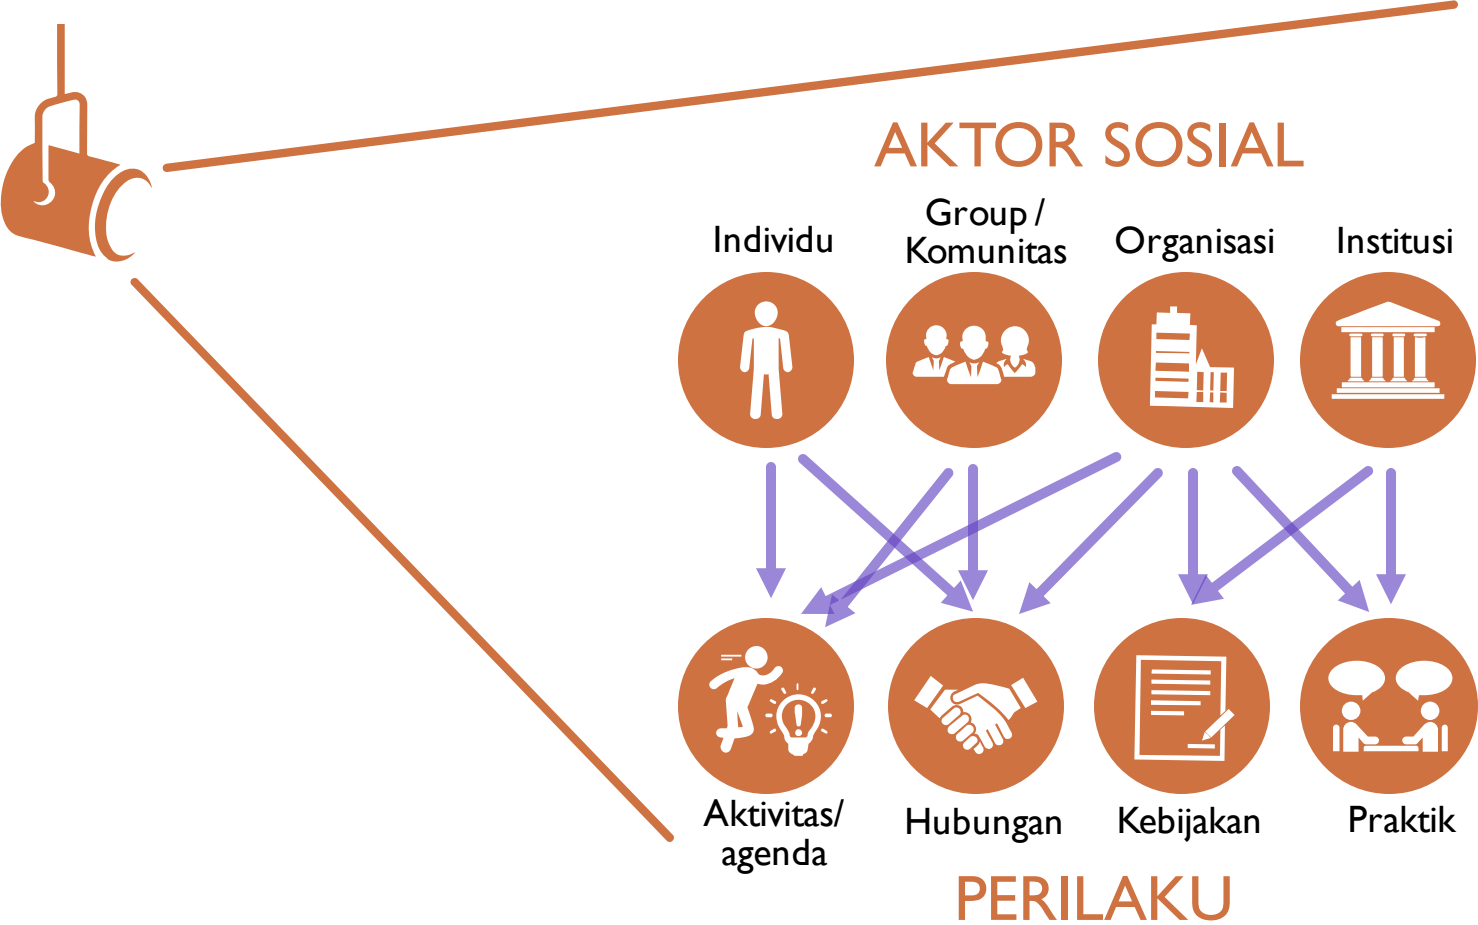 AKTOR SOSIAL
Individu
Group /
Komunitas
Organisasi
Institusi
Aktivitas/
agenda
Hubungan
Kebijakan
Praktik
PERILAKU